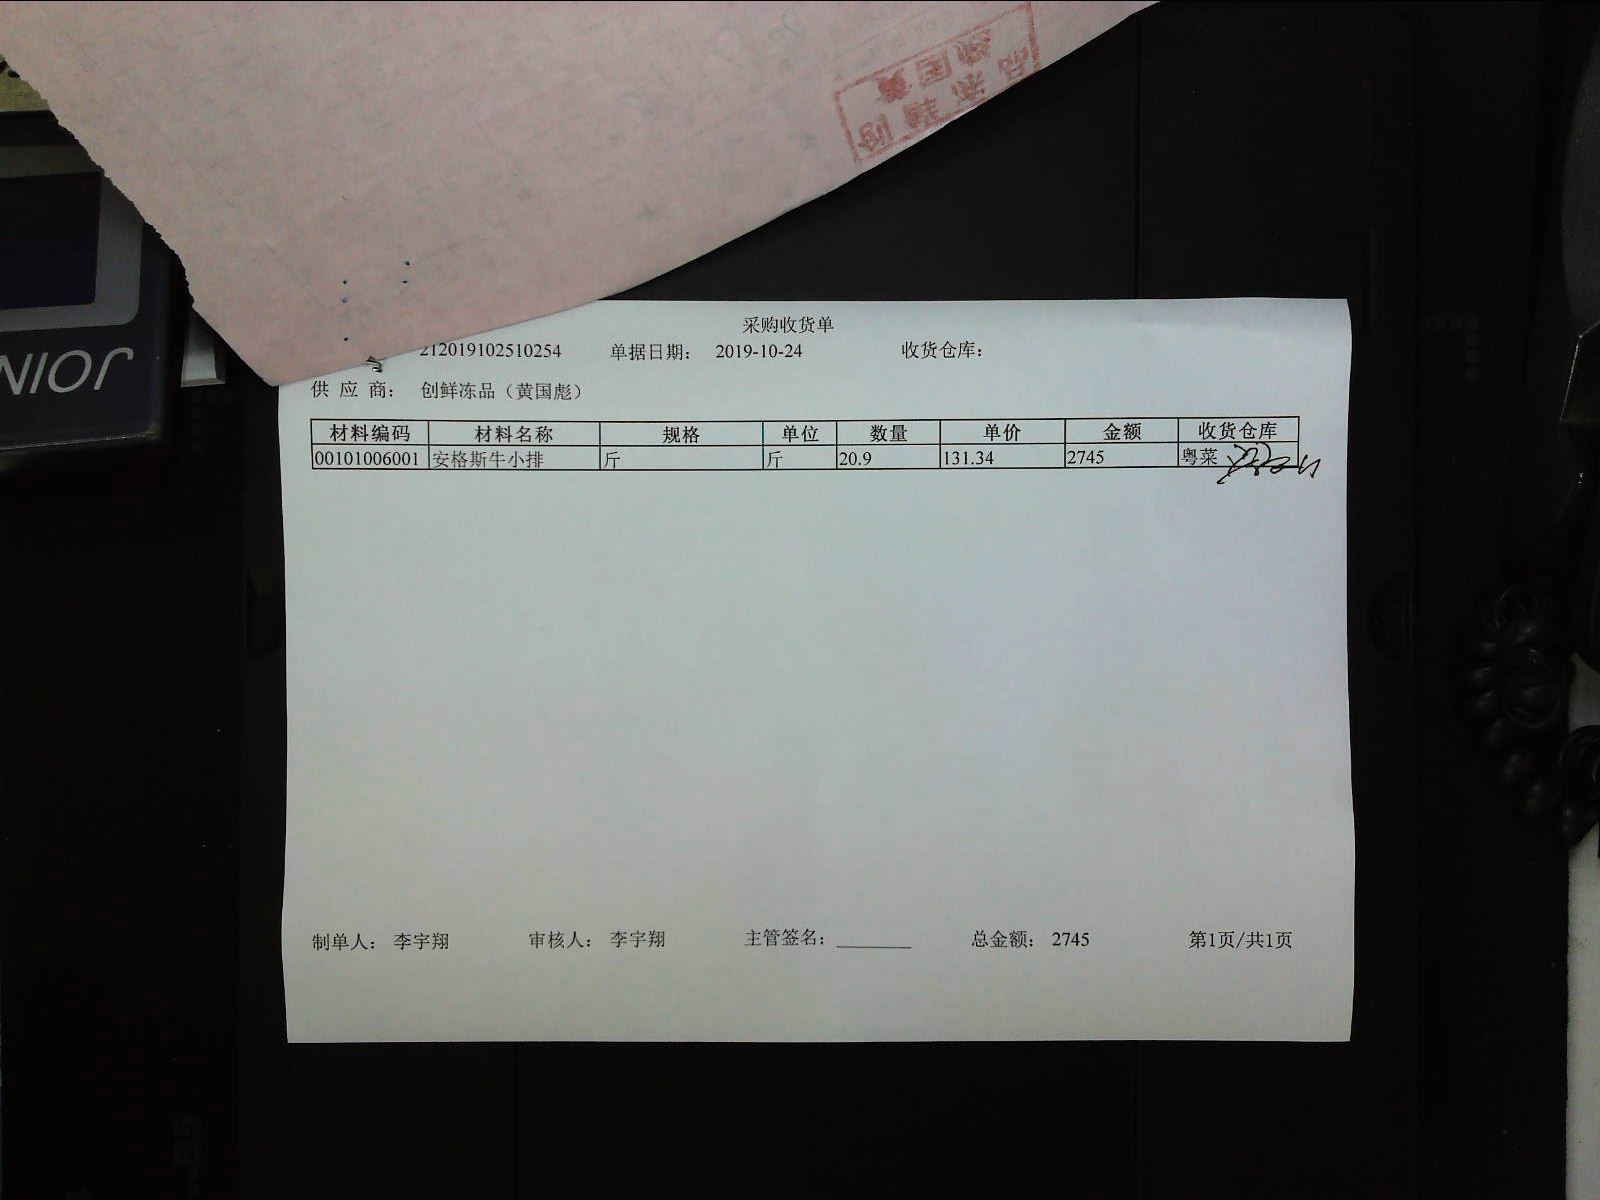 采购收货单
212019102510254 单据日期： 2019-10-24 收货仓库：
供 应 商： 创鲜冻品（黄国彪）
材料编码 材料名称 规格 单位 数量 单价 金额 收货仓库
00101006001 安格斯牛小排 斤 斤 20.9 131.34 2745 粤菜
制单人： 李宇翔 审核人： 李宇翔 主管签名： 总金额： 2745 第1页/共1页